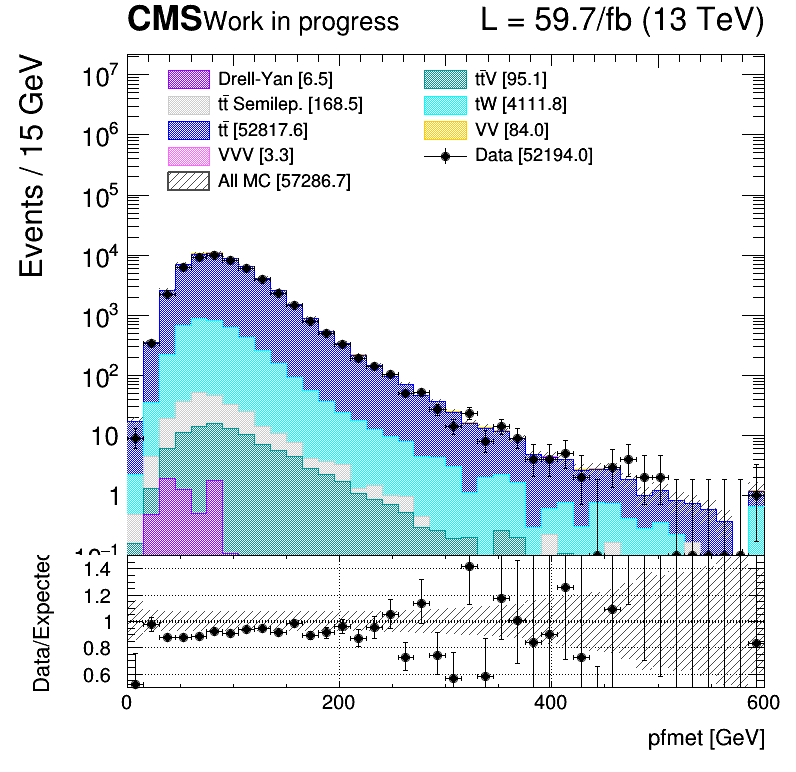 CMS Work in progress L = 59.7/fb (13 TeV)
Events / 15 GeV
10⁷
10⁶
10⁵
10⁴
10³
10²
10
1
10⁻¹
Drell-Yan [6.5]
tt̄ Semilep. [168.5]
tt̄ [52817.6]
VVV [3.3]
All MC [57286.7]
tt̄V [95.1]
tW [4111.8]
VV [84.0]
Data [52194.0]
Data/Expected
1.4
1.2
1
0.8
0.6
0 200 400 600
pfmet [GeV]